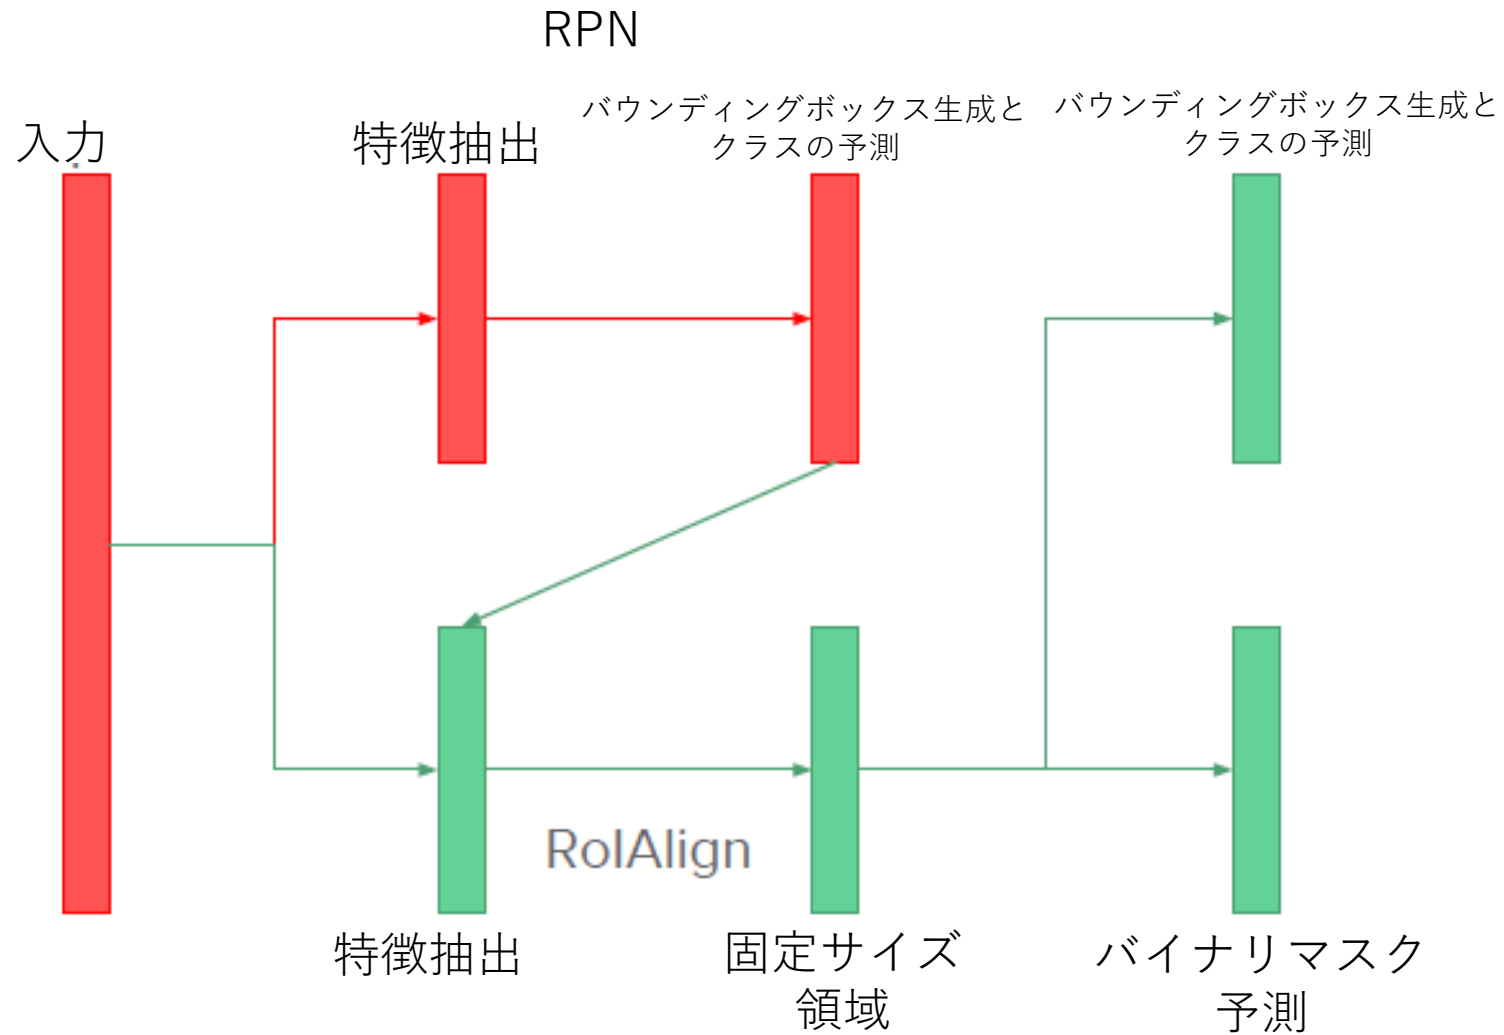 RPN
入力
特徴抽出
バウンディングボックス生成と
クラスの予測
バウンディングボックス生成と
クラスの予測
RoIAlign
特徴抽出
固定サイズ
領域
バイナリマスク
予測